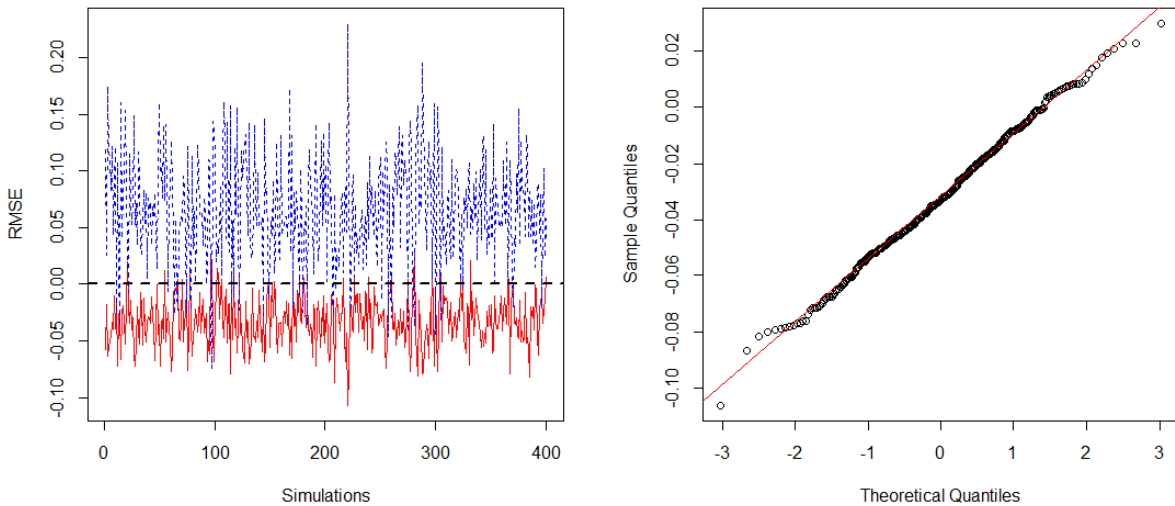 RMSE
0.20
0.15
0.10
0.05
0.00
-0.05
-0.10
0 100 200 300 400
Simulations
Sample Quantiles
0.02
0.00
-0.02
-0.04
-0.06
-0.08
-0.10
-3 -2 -1 0 1 2 3
Theoretical Quantiles